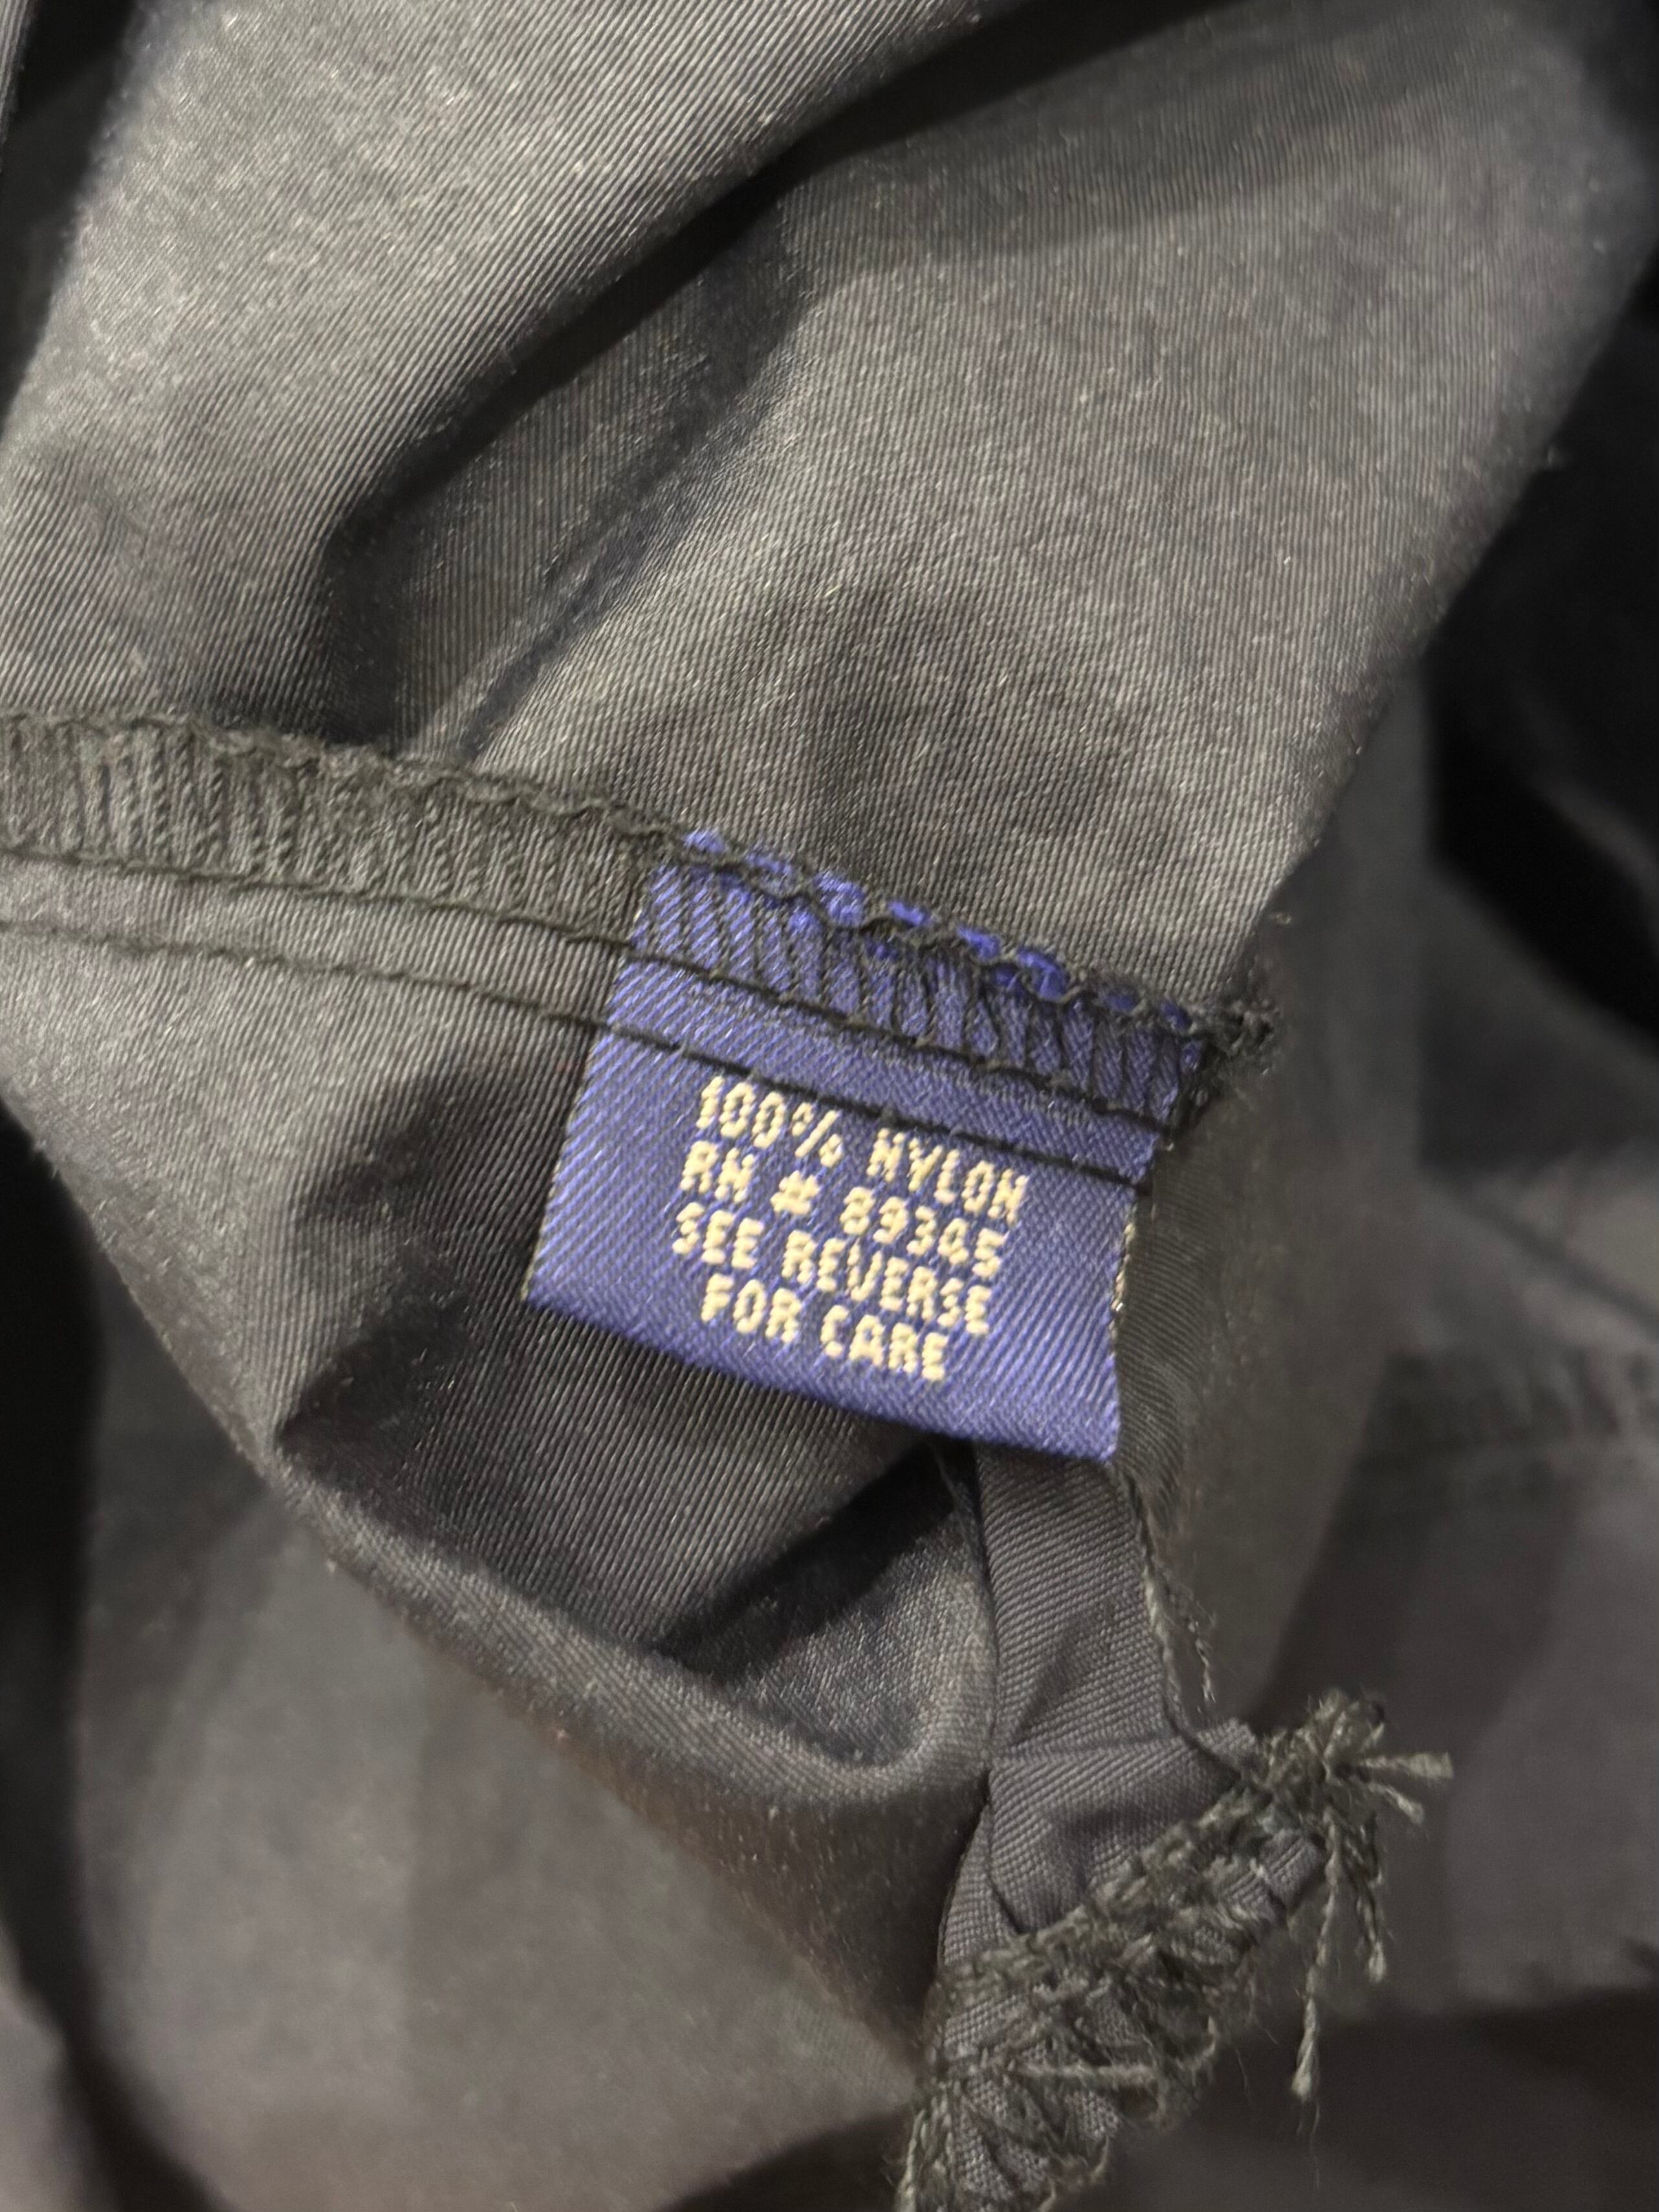 100% NYLON
RN # 89345
SEE REVERSE
FOR CARE